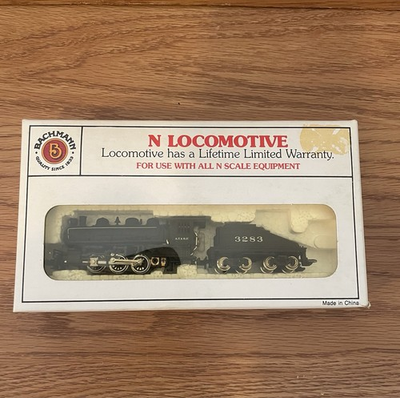 BACHMANN
B
QUALITY SINCE 1833
N LOCOMOTIVE
Locomotive has a Lifetime Limited Warranty.
FOR USE WITH ALL N SCALE EQUIPMENT
3283
Made in China